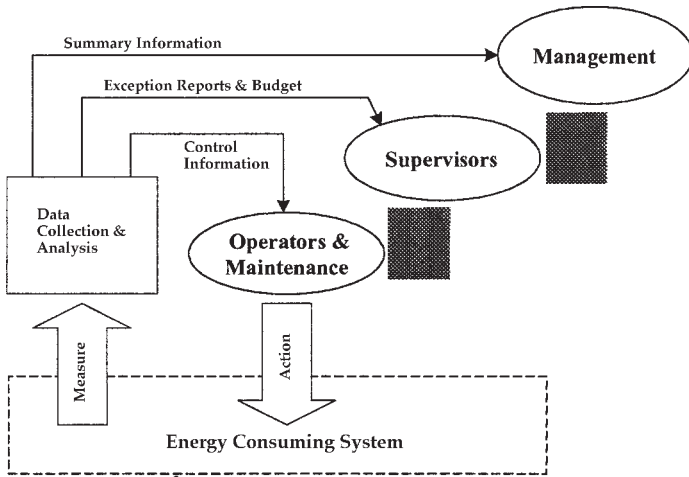 Summary Information
Management
Exception Reports & Budget
Control
Information
Supervisors
Data
Collection &
Analysis
Operators &
Maintenance
Measure
Action
Energy Consuming System